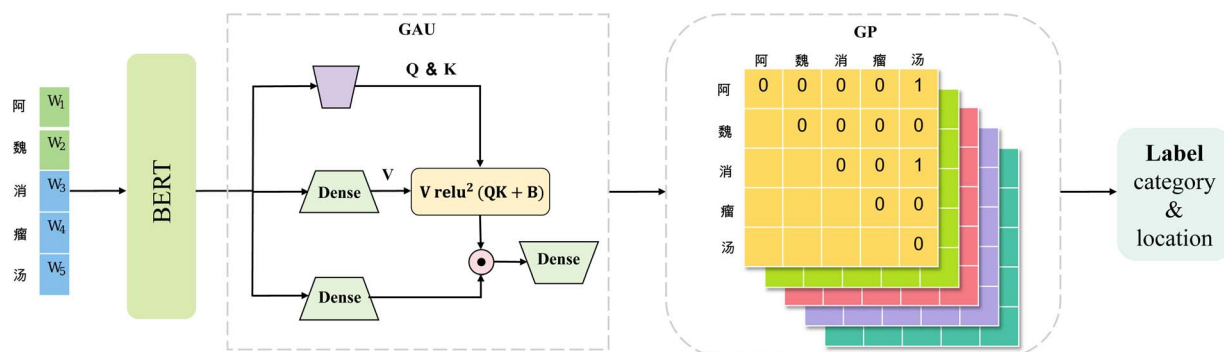 阿 W1
魏 W2
消 W3
瘤 W4
汤 W5
BERT
GAU
Q & K
Dense
V
V relu² (QK + B)
Dense
Dense
GP
阿 魏 消 瘤 汤
阿 0 0 0 0 1
魏 0 0 0 0
消 0 0 1
瘤 0 0
汤 0
Label
category
&
location